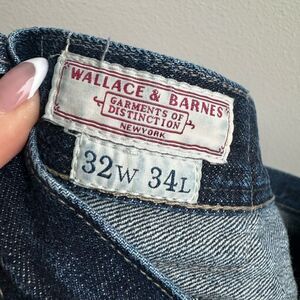 WALLACE & BARNES
GARMENTS OF
DISTINCTION
NEW YORK
32W 34L